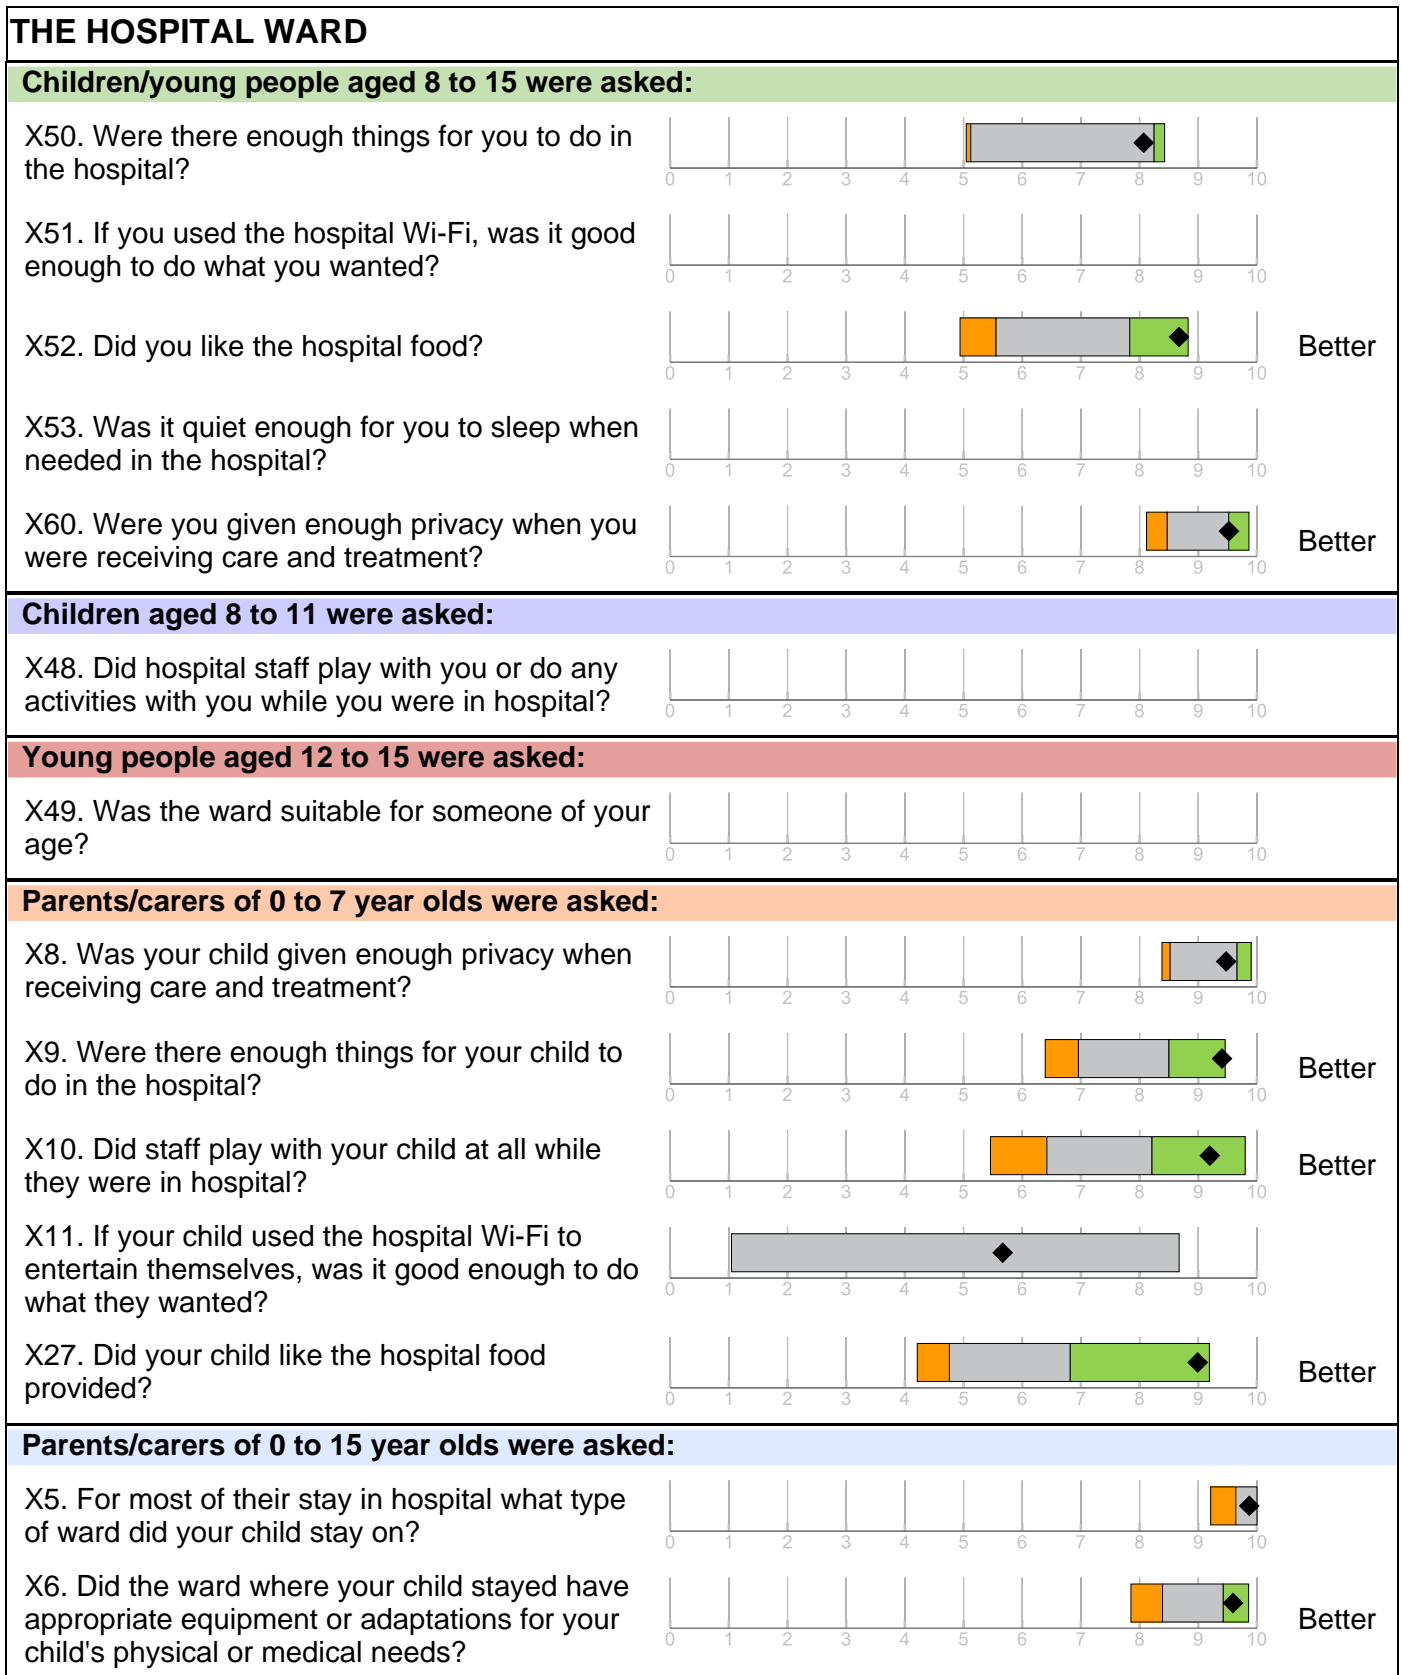 THE HOSPITAL WARD
Children/young people aged 8 to 15 were asked:
X50. Were there enough things for you to do in
the hospital?
0 1 2 3 4 5 6 7 8 9 10
X51. If you used the hospital Wi-Fi, was it good
enough to do what you wanted?
0 1 2 3 4 5 6 7 8 9 10
X52. Did you like the hospital food?
Better
0 1 2 3 4 5 6 7 8 9 10
X53. Was it quiet enough for you to sleep when
needed in the hospital?
0 1 2 3 4 5 6 7 8 9 10
X60. Were you given enough privacy when you
were receiving care and treatment?
Better
0 1 2 3 4 5 6 7 8 9 10
Children aged 8 to 11 were asked:
X48. Did hospital staff play with you or do any
activities with you while you were in hospital?
0 1 2 3 4 5 6 7 8 9 10
Young people aged 12 to 15 were asked:
X49. Was the ward suitable for someone of your
age?
0 1 2 3 4 5 6 7 8 9 10
Parents/carers of 0 to 7 year olds were asked:
X8. Was your child given enough privacy when
receiving care and treatment?
0 1 2 3 4 5 6 7 8 9 10
X9. Were there enough things for your child to
do in the hospital?
Better
0 1 2 3 4 5 6 7 8 9 10
X10. Did staff play with your child at all while
they were in hospital?
Better
0 1 2 3 4 5 6 7 8 9 10
X11. If your child used the hospital Wi-Fi to
entertain themselves, was it good enough to do
what they wanted?
0 1 2 3 4 5 6 7 8 9 10
X27. Did your child like the hospital food
provided?
Better
0 1 2 3 4 5 6 7 8 9 10
Parents/carers of 0 to 15 year olds were asked:
X5. For most of their stay in hospital what type
of ward did your child stay on?
0 1 2 3 4 5 6 7 8 9 10
X6. Did the ward where your child stayed have
appropriate equipment or adaptations for your
child's physical or medical needs?
Better
0 1 2 3 4 5 6 7 8 9 10